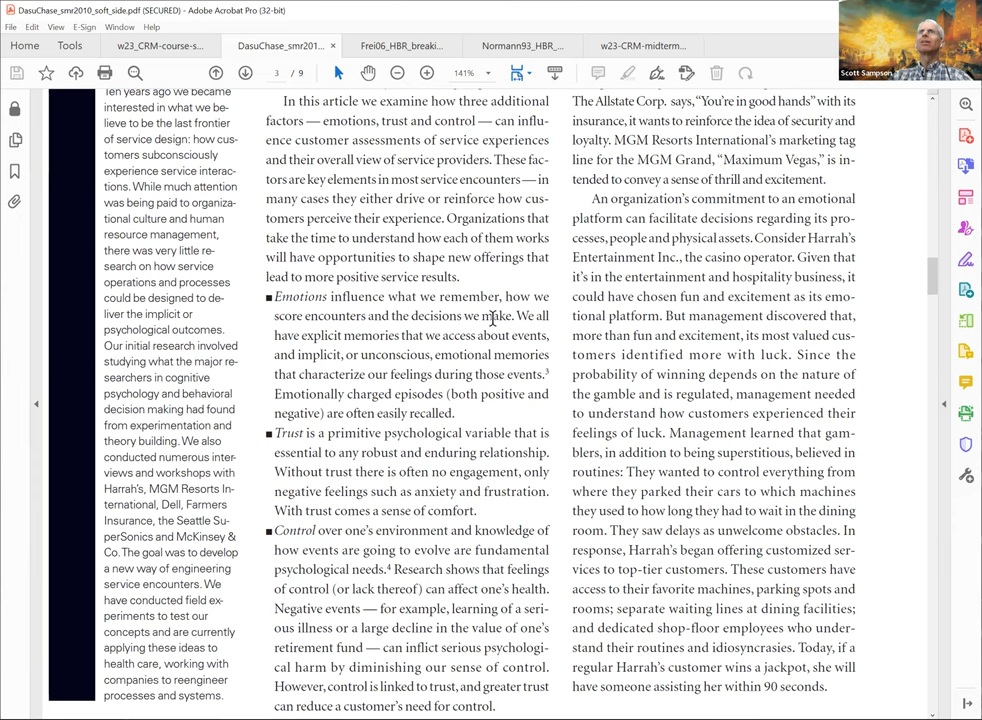 DasuChase_smr2010_soft_side.pdf (SECURED) - Adobe Acrobat Pro (32-bit)
File Edit View E-Sign Window Help
Home Tools w23_CRM-course-s... DasuChase_smr201... × Frei06_HBR_breaki... Normann93_HBR_... w23-CRM-midterm...
3 / 9 141%
Scott Sampson
Ten years ago we became
interested in what we be-
lieve to be the last frontier
of service design: how cus-
tomers subconsciously
experience service interac-
tions. While much attention
was being paid to organiza-
tional culture and human
resource management,
there was very little re-
search on how service
operations and processes
could be designed to de-
liver the implicit or
psychological outcomes.
Our initial research involved
studying what the major re-
searchers in cognitive
psychology and behavioral
decision making had found
from experimentation and
theory building. We also
conducted numerous inter-
views and workshops with
Harrah's, MGM Resorts In-
ternational, Dell, Farmers
Insurance, the Seattle Su-
perSonics and McKinsey &
Co. The goal was to develop
a new way of engineering
service encounters. We
have conducted field ex-
periments to test our
concepts and are currently
applying these ideas to
health care, working with
companies to reengineer
processes and systems.
In this article we examine how three additional
factors — emotions, trust and control — can influ-
ence customer assessments of service experiences
and their overall view of service providers. These fac-
tors are key elements in most service encounters — in
many cases they either drive or reinforce how cus-
tomers perceive their experience. Organizations that
take the time to understand how each of them works
will have opportunities to shape new offerings that
lead to more positive service results.
■ Emotions influence what we remember, how we
score encounters and the decisions we make. We all
have explicit memories that we access about events,
and implicit, or unconscious, emotional memories
that characterize our feelings during those events.3
Emotionally charged episodes (both positive and
negative) are often easily recalled.
■ Trust is a primitive psychological variable that is
essential to any robust and enduring relationship.
Without trust there is often no engagement, only
negative feelings such as anxiety and frustration.
With trust comes a sense of comfort.
■ Control over one's environment and knowledge of
how events are going to evolve are fundamental
psychological needs.4 Research shows that feelings
of control (or lack thereof) can affect one's health.
Negative events — for example, learning of a seri-
ous illness or a large decline in the value of one's
retirement fund — can inflict serious psychologi-
cal harm by diminishing our sense of control.
However, control is linked to trust, and greater trust
can reduce a customer's need for control.
The Allstate Corp. says, "You're in good hands" with its
insurance, it wants to reinforce the idea of security and
loyalty. MGM Resorts International's marketing tag
line for the MGM Grand, "Maximum Vegas," is in-
tended to convey a sense of thrill and excitement.
An organization's commitment to an emotional
platform can facilitate decisions regarding its pro-
cesses, people and physical assets. Consider Harrah's
Entertainment Inc., the casino operator. Given that
it's in the entertainment and hospitality business, it
could have chosen fun and excitement as its emo-
tional platform. But management discovered that,
more than fun and excitement, its most valued cus-
tomers identified more with luck. Since the
probability of winning depends on the nature of
the gamble and is regulated, management needed
to understand how customers experienced their
feelings of luck. Management learned that gam-
blers, in addition to being superstitious, believed in
routines: They wanted to control everything from
where they parked their cars to which machines
they used to how long they had to wait in the dining
room. They saw delays as unwelcome obstacles. In
response, Harrah's began offering customized ser-
vices to top-tier customers. These customers have
access to their favorite machines, parking spots and
rooms; separate waiting lines at dining facilities;
and dedicated shop-floor employees who under-
stand their routines and idiosyncrasies. Today, if a
regular Harrah's customer wins a jackpot, she will
have someone assisting her within 90 seconds.